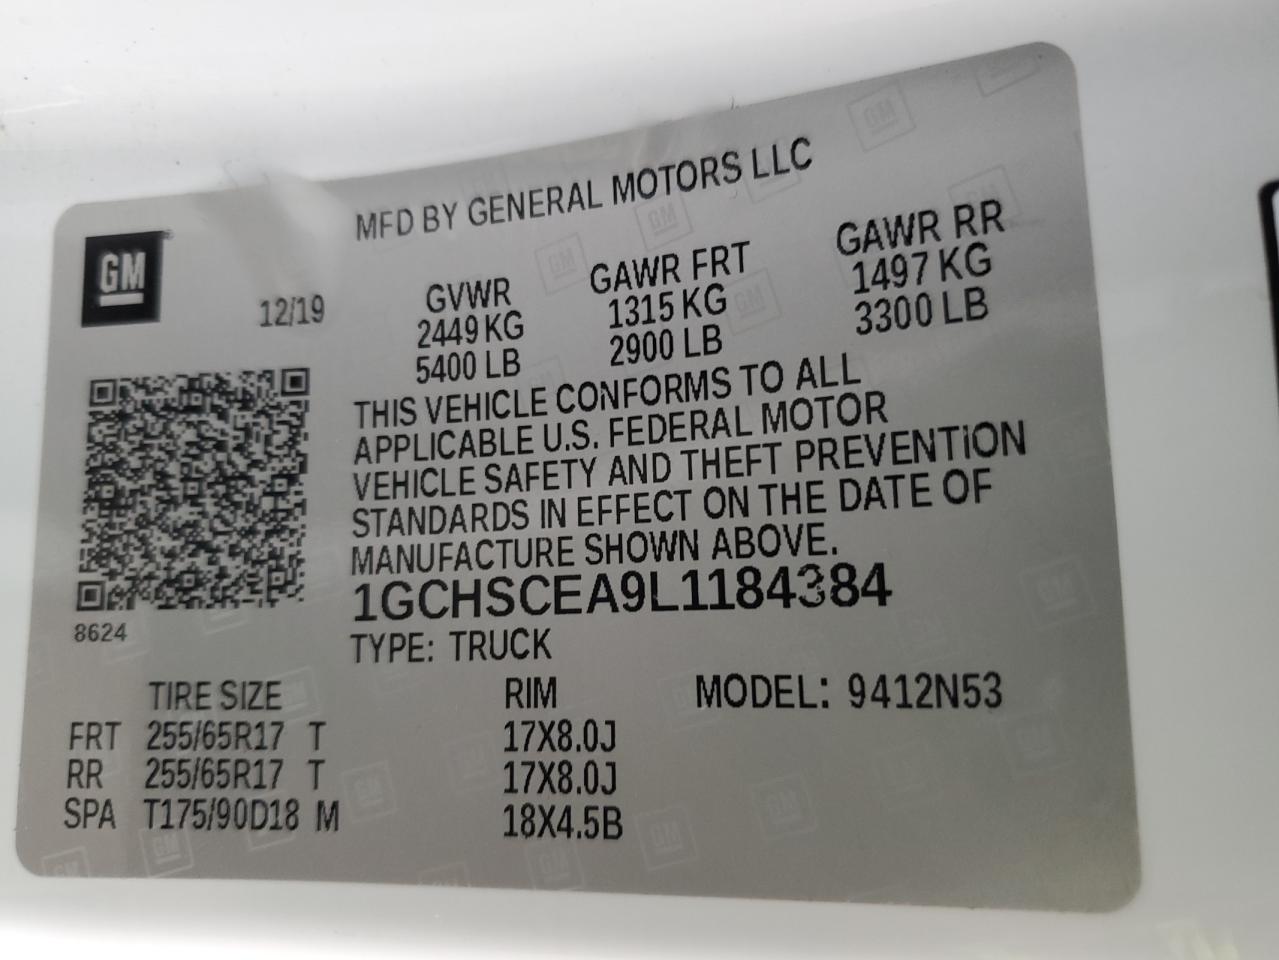 MFD BY GENERAL MOTORS LLC
GM
12/19
GVWR GAWR FRT GAWR RR
2449 KG 1315 KG 1497 KG
5400 LB 2900 LB 3300 LB
THIS VEHICLE CONFORMS TO ALL
APPLICABLE U.S. FEDERAL MOTOR
VEHICLE SAFETY AND THEFT PREVENTION
STANDARDS IN EFFECT ON THE DATE OF
MANUFACTURE SHOWN ABOVE.
1GCHSCEA9L1184384
8624
TYPE: TRUCK
TIRE SIZE RIM MODEL: 9412N53
FRT 255/65R17 T 17X8.0J
RR 255/65R17 T 17X8.0J
SPA T175/90D18 M 18X4.5B